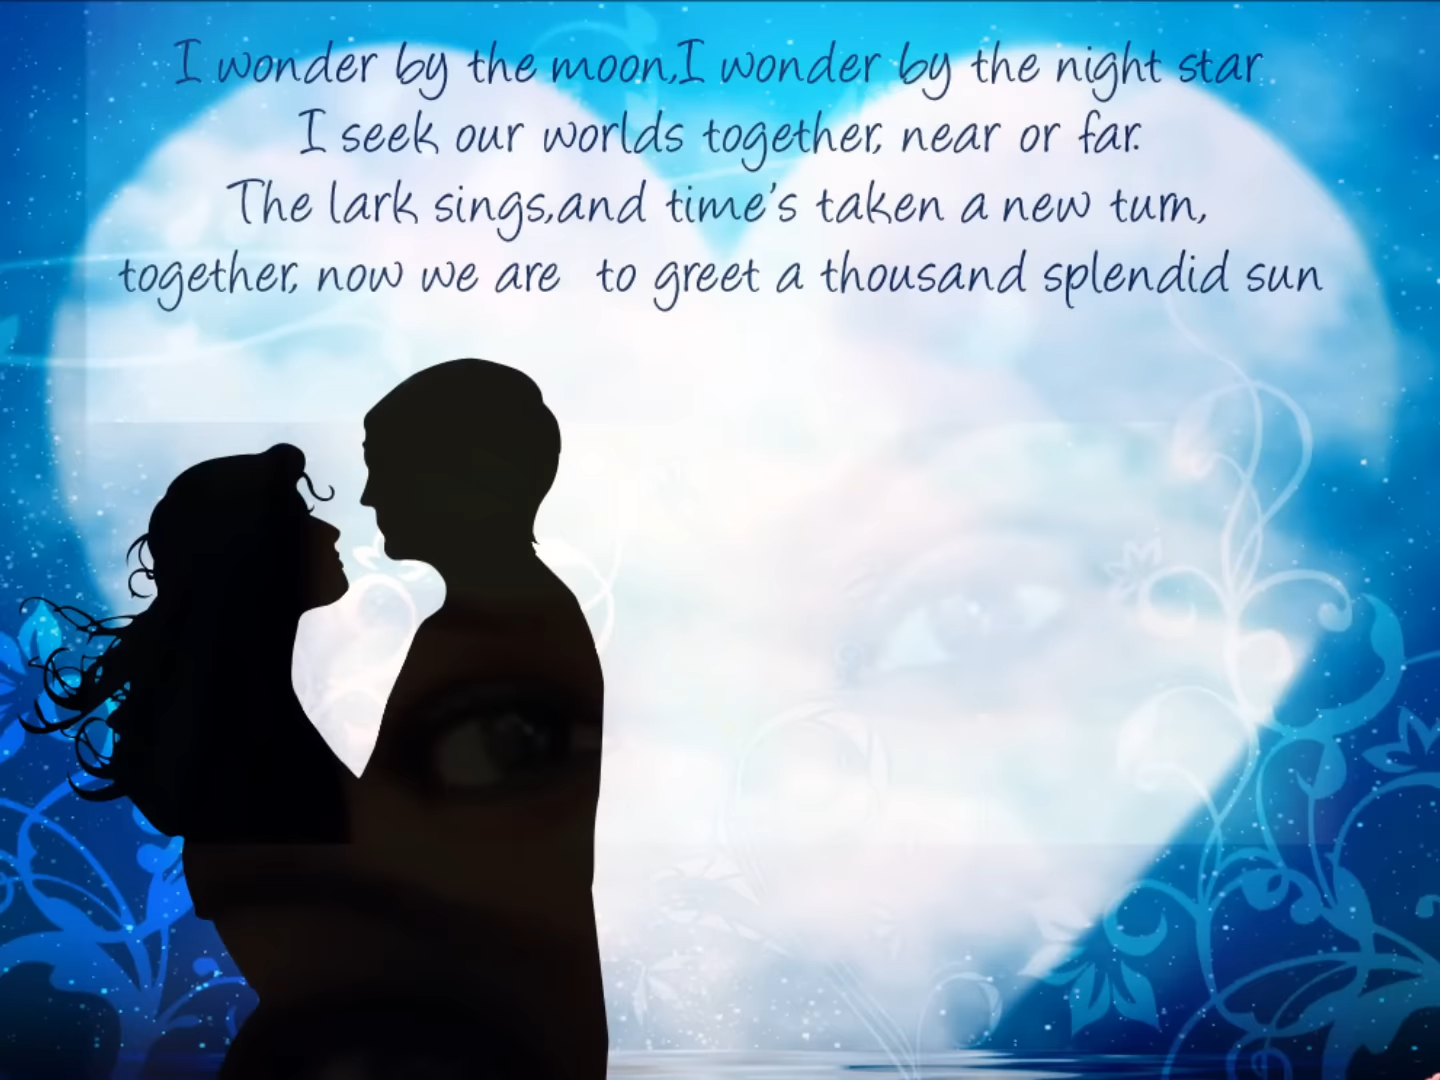 I wonder by the moon,I wonder by the night star
I seek our worlds together, near or far.
The lark sings,and time's taken a new turn,
together, now we are to greet a thousand splendid sun